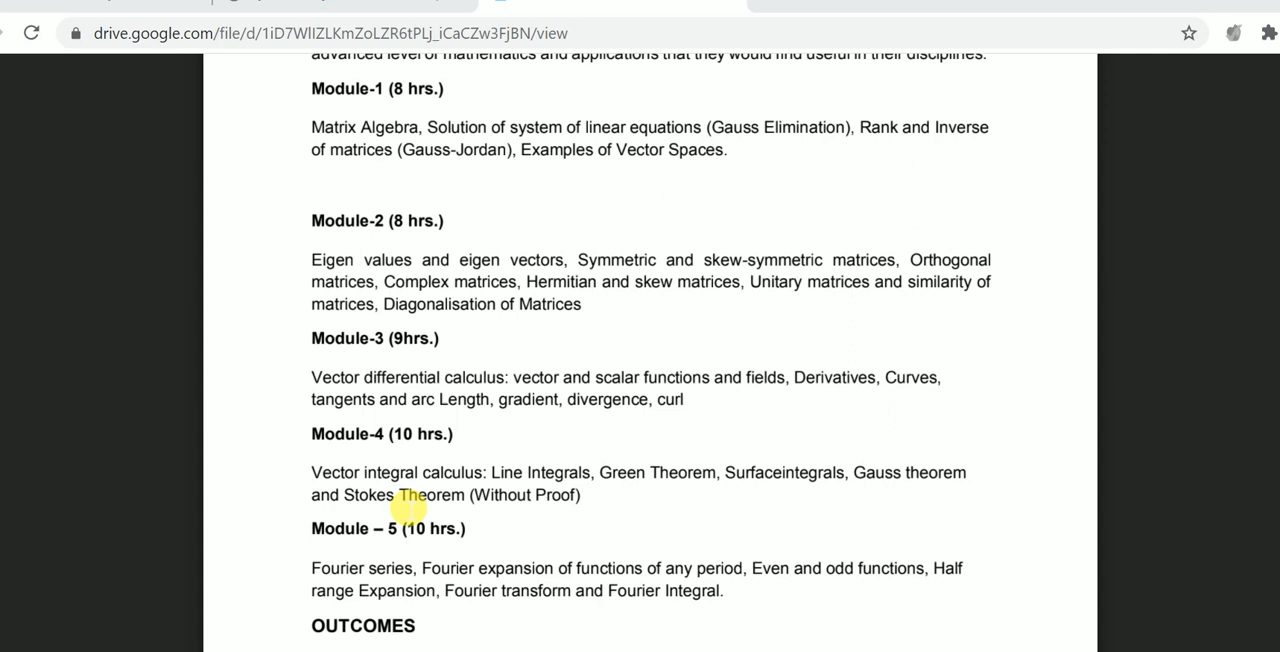 drive.google.com/file/d/1iD7WlIZLKmZoLZR6tPLj_iCaCZw3FjBN/view
advanced level of mathematics and applications that they would find useful in their disciplines.
Module-1 (8 hrs.)
Matrix Algebra, Solution of system of linear equations (Gauss Elimination), Rank and Inverse
of matrices (Gauss-Jordan), Examples of Vector Spaces.
Module-2 (8 hrs.)
Eigen values and eigen vectors, Symmetric and skew-symmetric matrices, Orthogonal
matrices, Complex matrices, Hermitian and skew matrices, Unitary matrices and similarity of
matrices, Diagonalisation of Matrices
Module-3 (9hrs.)
Vector differential calculus: vector and scalar functions and fields, Derivatives, Curves,
tangents and arc Length, gradient, divergence, curl
Module-4 (10 hrs.)
Vector integral calculus: Line Integrals, Green Theorem, Surfaceintegrals, Gauss theorem
and Stokes Theorem (Without Proof)
Module – 5 (10 hrs.)
Fourier series, Fourier expansion of functions of any period, Even and odd functions, Half
range Expansion, Fourier transform and Fourier Integral.
OUTCOMES